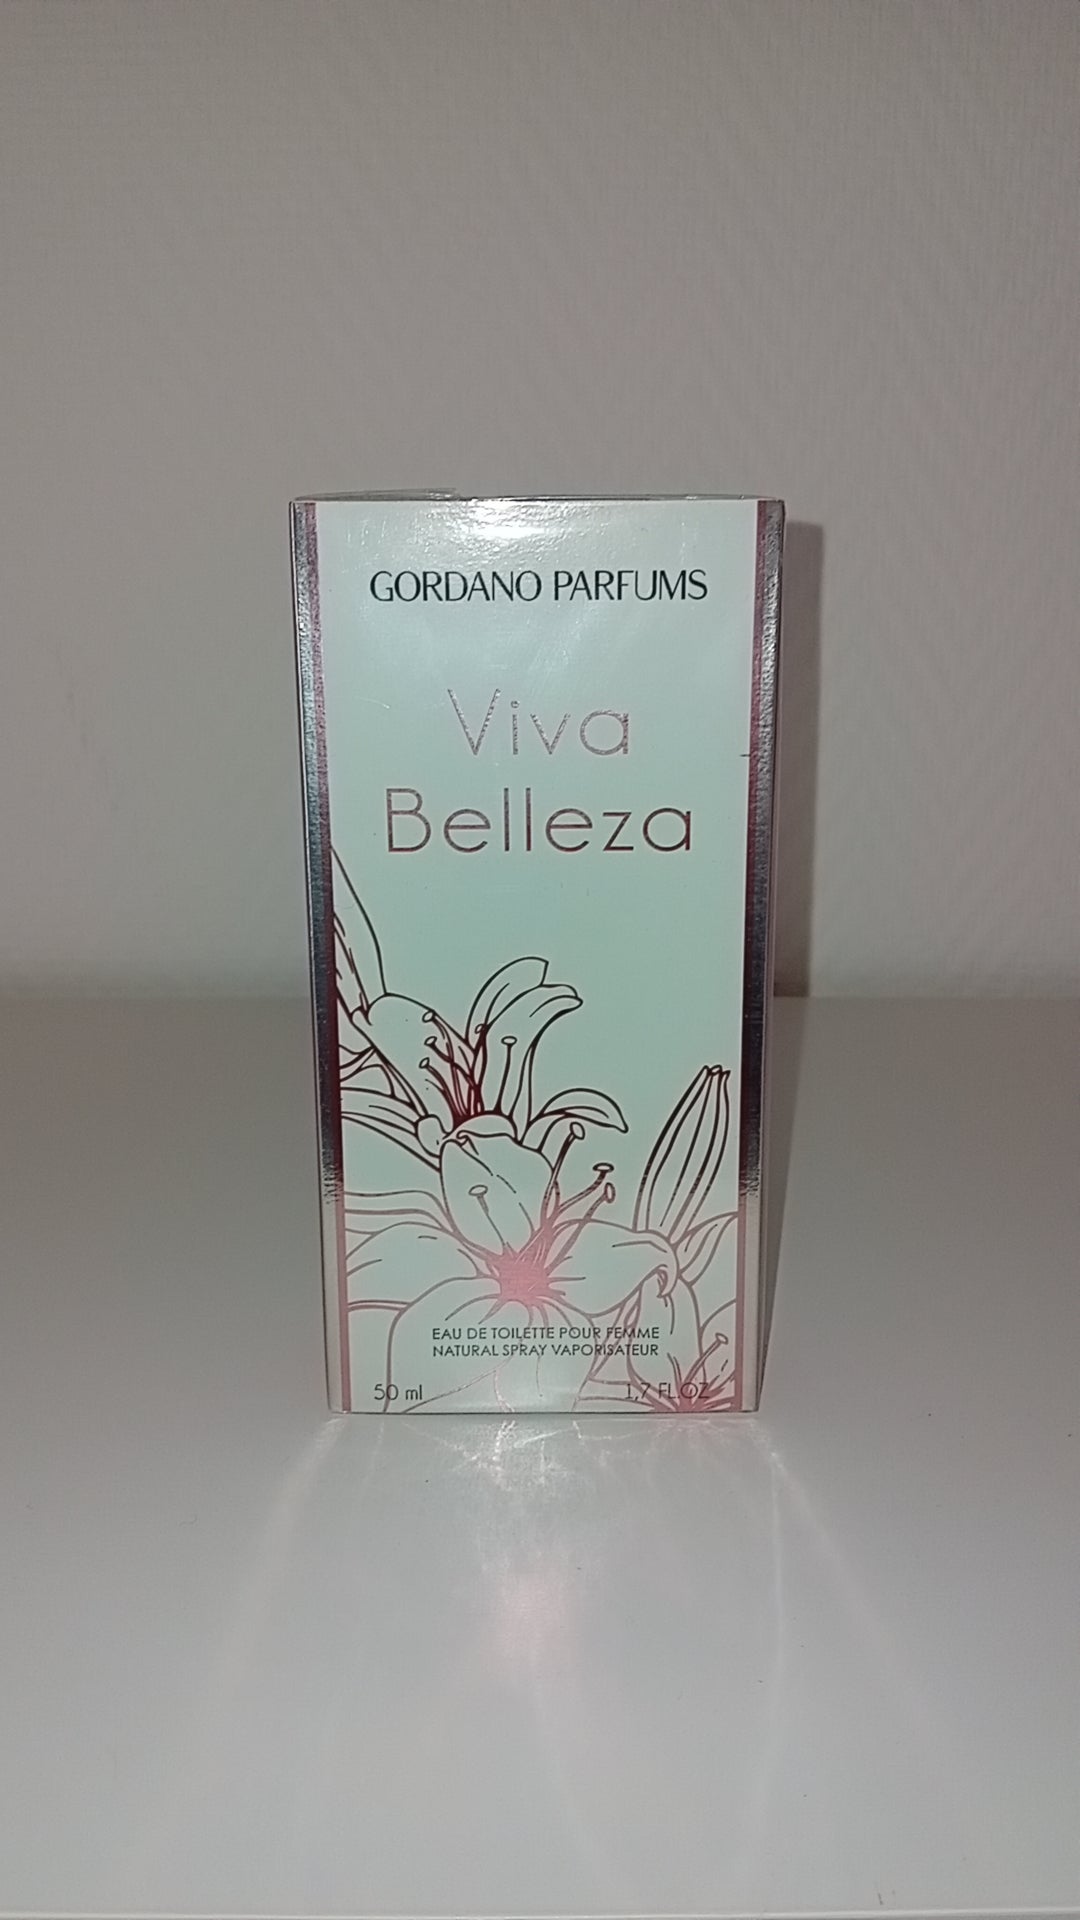 GORDANO PARFUMS
Viva
Belleza
EAU DE TOILETTE POUR FEMME
NATURAL SPRAY VAPORISATEUR
50 ml 1,7 FL.OZ